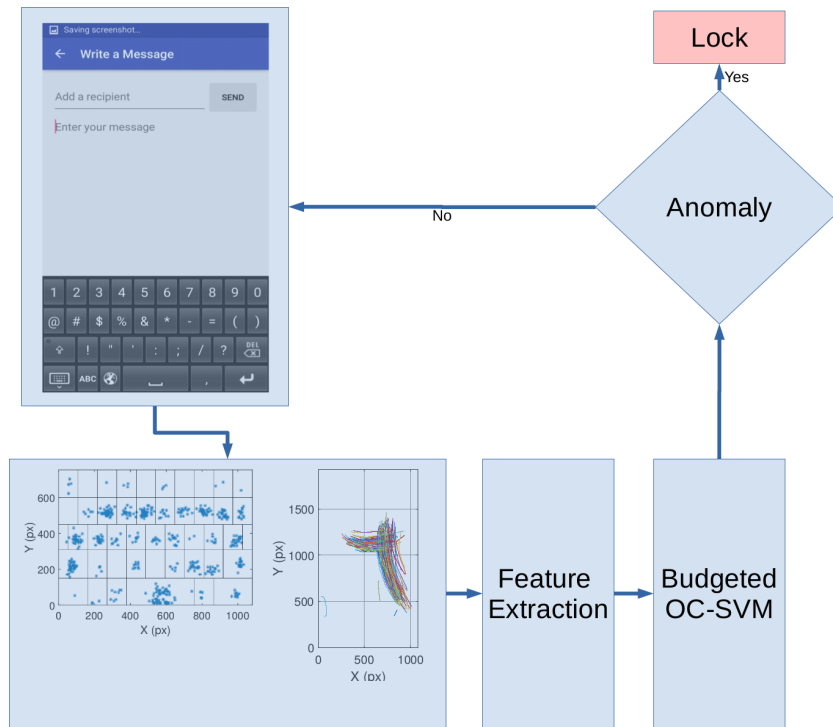 Saving screenshot...
← Write a Message
Add a recipient
SEND
Enter your message
1 2 3 4 5 6 7 8 9 0
@ # $ % & * - = ( )
! " ' : ; / ? DEL
ABC ,
Lock
Yes
Anomaly
No
600
400
200
0
0 200 400 600 800 1000
X (px)
Y (px)
1500
1000
500
0
0 500 1000
X (px)
Y (px)
Feature
Extraction
Budgeted
OC-SVM